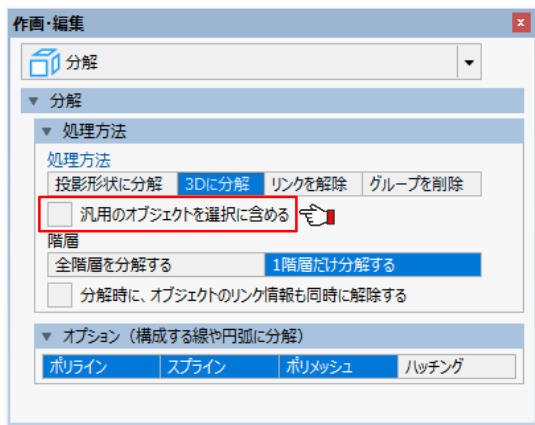 作画・編集
分解
分解
処理方法
処理方法
投影形状に分解 3Dに分解 リンクを解除 グループを削除
汎用のオブジェクトを選択に含める
階層
全階層を分解する 1階層だけ分解する
分解時に、オブジェクトのリンク情報も同時に解除する
オプション（構成する線や円弧に分解）
ポリライン スプライン ポリメッシュ ハッチング